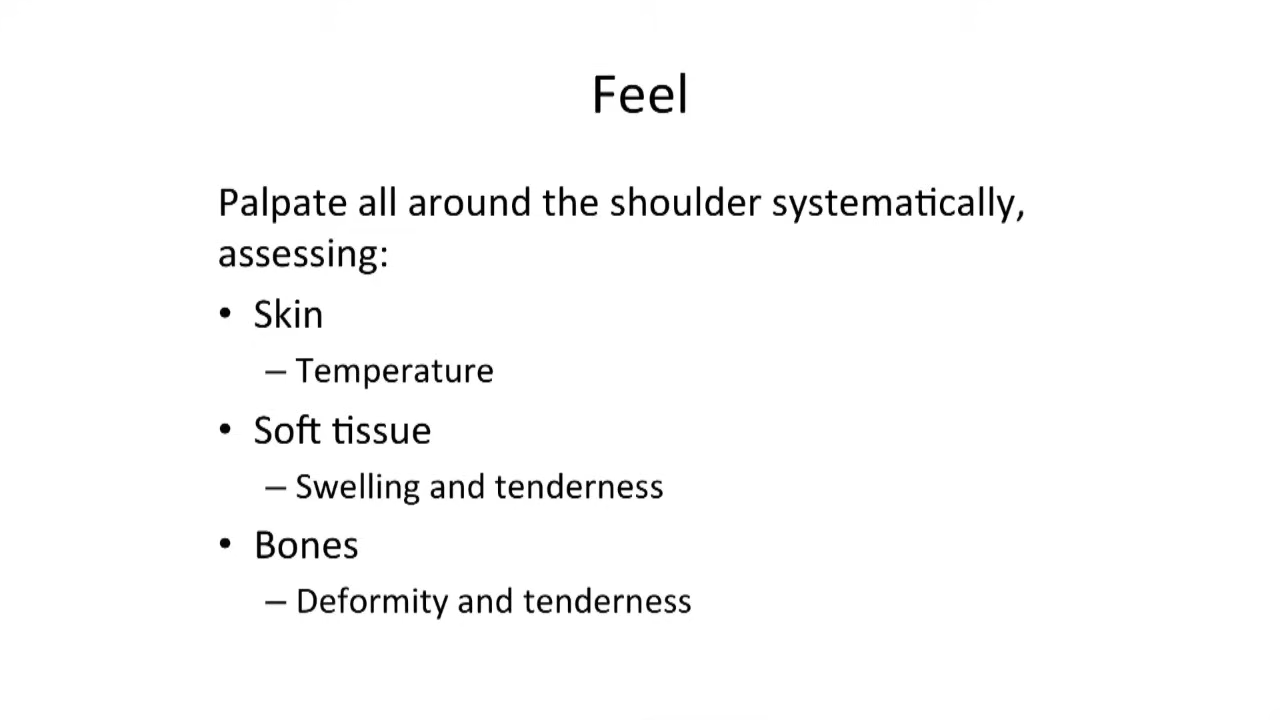 Feel
Palpate all around the shoulder systematically,
assessing:
• Skin
– Temperature
• Soft tissue
– Swelling and tenderness
• Bones
– Deformity and tenderness